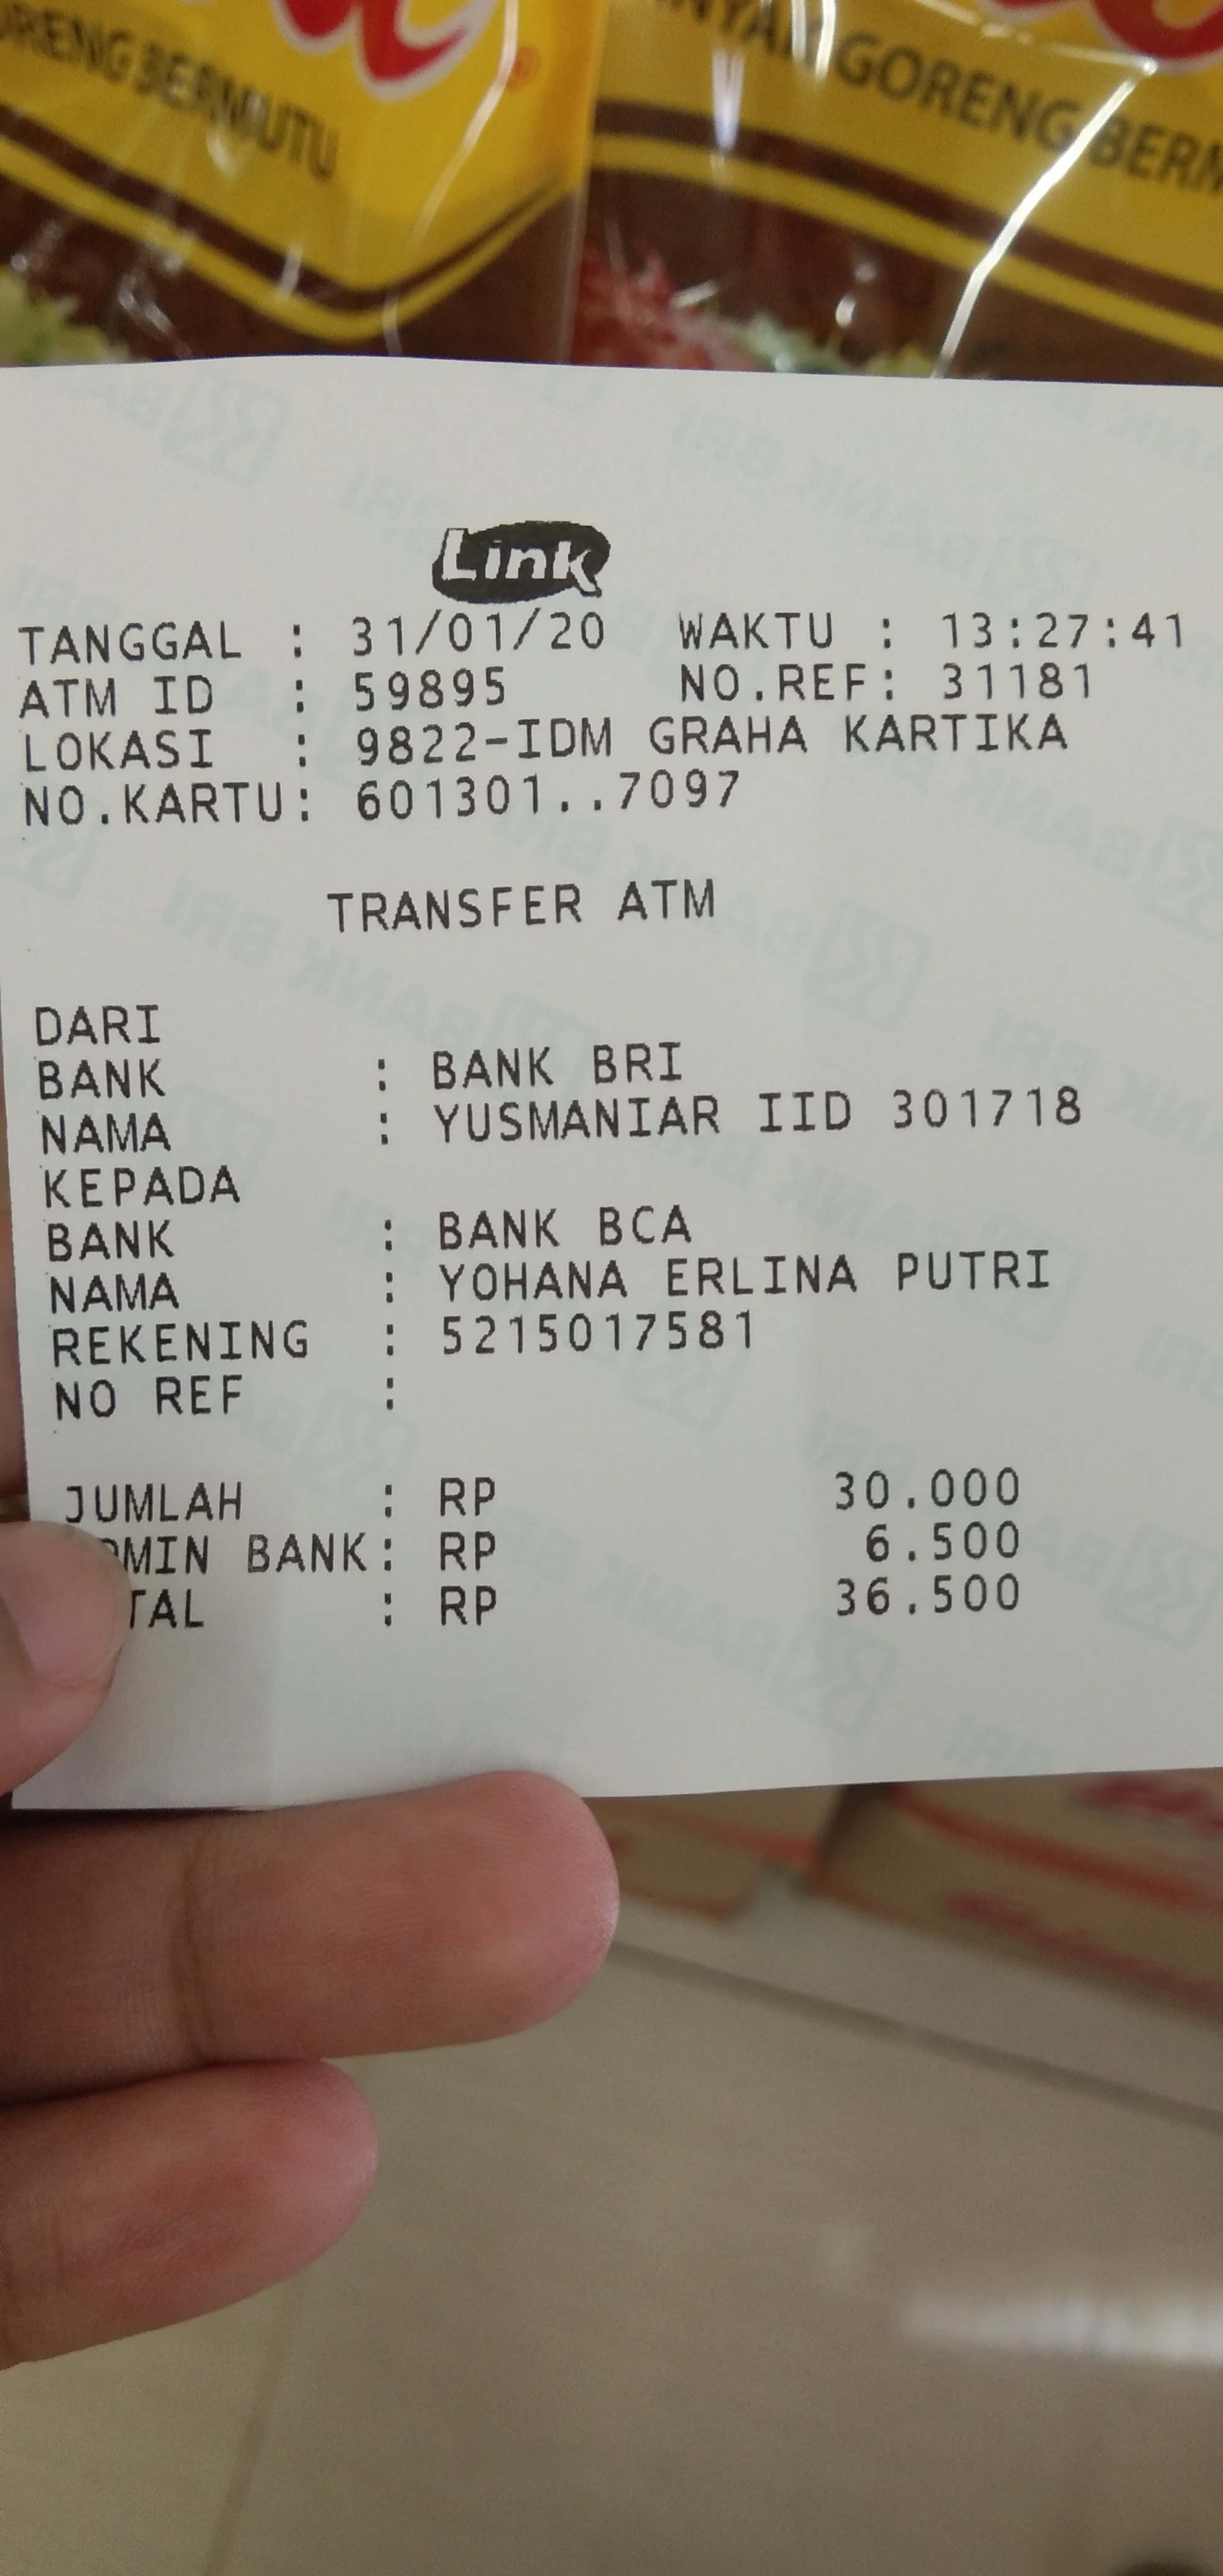 GORENG BERMUTU
GORENG
Link
TANGGAL : 31/01/20 WAKTU : 13:27:41
ATM ID : 59895 NO.REF: 31181
LOKASI : 9822-IDM GRAHA KARTIKA
NO.KARTU: 601301..7097
TRANSFER ATM
DARI
BANK : BANK BRI
NAMA : YUSMANIAR IID 301718
KEPADA
BANK : BANK BCA
NAMA : YOHANA ERLINA PUTRI
REKENING : 5215017581
NO REF :
JUMLAH : RP 30.000
MIN BANK: RP 6.500
TAL : RP 36.500
BANK BRI